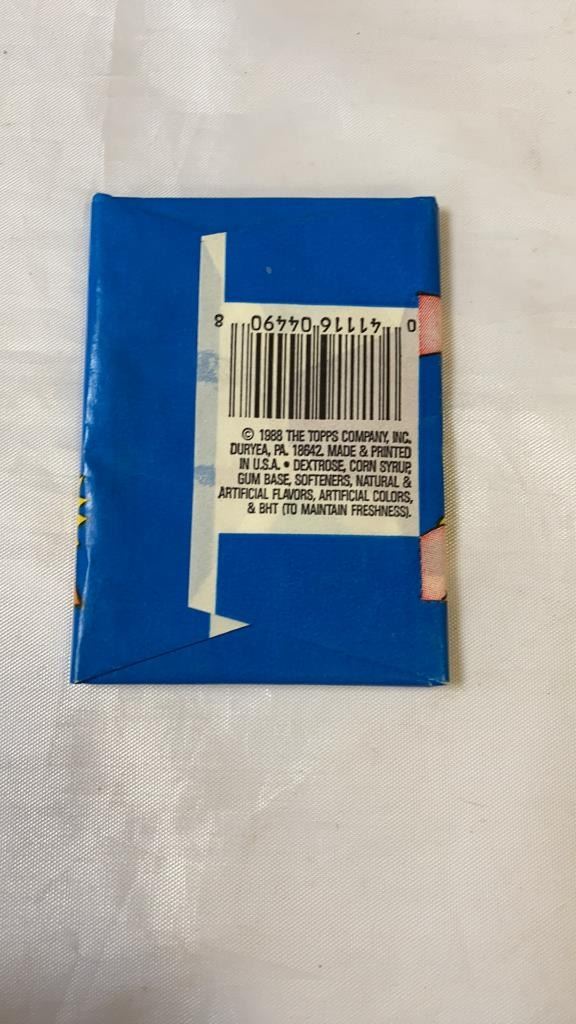 0 41116 04490 8
© 1988 THE TOPPS COMPANY, INC.
DURYEA, PA. 18642. MADE & PRINTED
IN U.S.A. • DEXTROSE, CORN SYRUP,
GUM BASE, SOFTENERS, NATURAL &
ARTIFICIAL FLAVORS, ARTIFICIAL COLORS,
& BHT (TO MAINTAIN FRESHNESS).